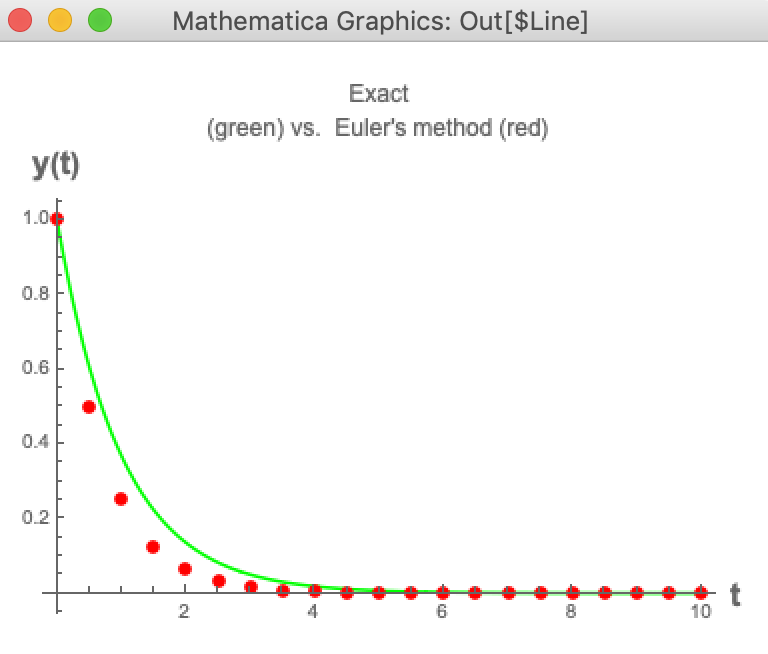 Mathematica Graphics: Out[$Line]
Exact
(green) vs.  Euler's method (red)
y(t)
1.0
0.8
0.6
0.4
0.2
2
4
6
8
10
t